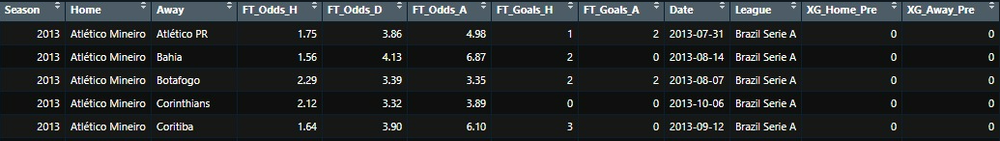 Season Home Away FT_Odds_H FT_Odds_D FT_Odds_A FT_Goals_H FT_Goals_A Date League XG_Home_Pre XG_Away_Pre
2013 Atlético Mineiro Atlético PR 1.75 3.86 4.98 1 2 2013-07-31 Brazil Serie A 0 0
2013 Atlético Mineiro Bahia 1.56 4.13 6.87 2 0 2013-08-14 Brazil Serie A 0 0
2013 Atlético Mineiro Botafogo 2.29 3.39 3.35 2 2 2013-08-07 Brazil Serie A 0 0
2013 Atlético Mineiro Corinthians 2.12 3.32 3.89 0 0 2013-10-06 Brazil Serie A 0 0
2013 Atlético Mineiro Coritiba 1.64 3.90 6.10 3 0 2013-09-12 Brazil Serie A 0 0